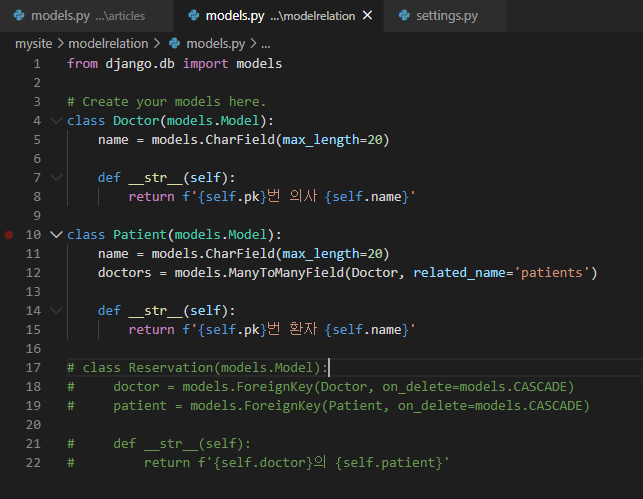 models.py ...\articles
models.py ...\modelrelation
settings.py
mysite > modelrelation > models.py > ...
1 from django.db import models
2
3 # Create your models here.
4 class Doctor(models.Model):
5     name = models.CharField(max_length=20)
6
7     def __str__(self):
8         return f'{self.pk}번 의사 {self.name}'
9
10 class Patient(models.Model):
11     name = models.CharField(max_length=20)
12     doctors = models.ManyToManyField(Doctor, related_name='patients')
13
14     def __str__(self):
15         return f'{self.pk}번 환자 {self.name}'
16
17 # class Reservation(models.Model):
18 #     doctor = models.ForeignKey(Doctor, on_delete=models.CASCADE)
19 #     patient = models.ForeignKey(Patient, on_delete=models.CASCADE)
20
21 #     def __str__(self):
22 #         return f'{self.doctor}의 {self.patient}'